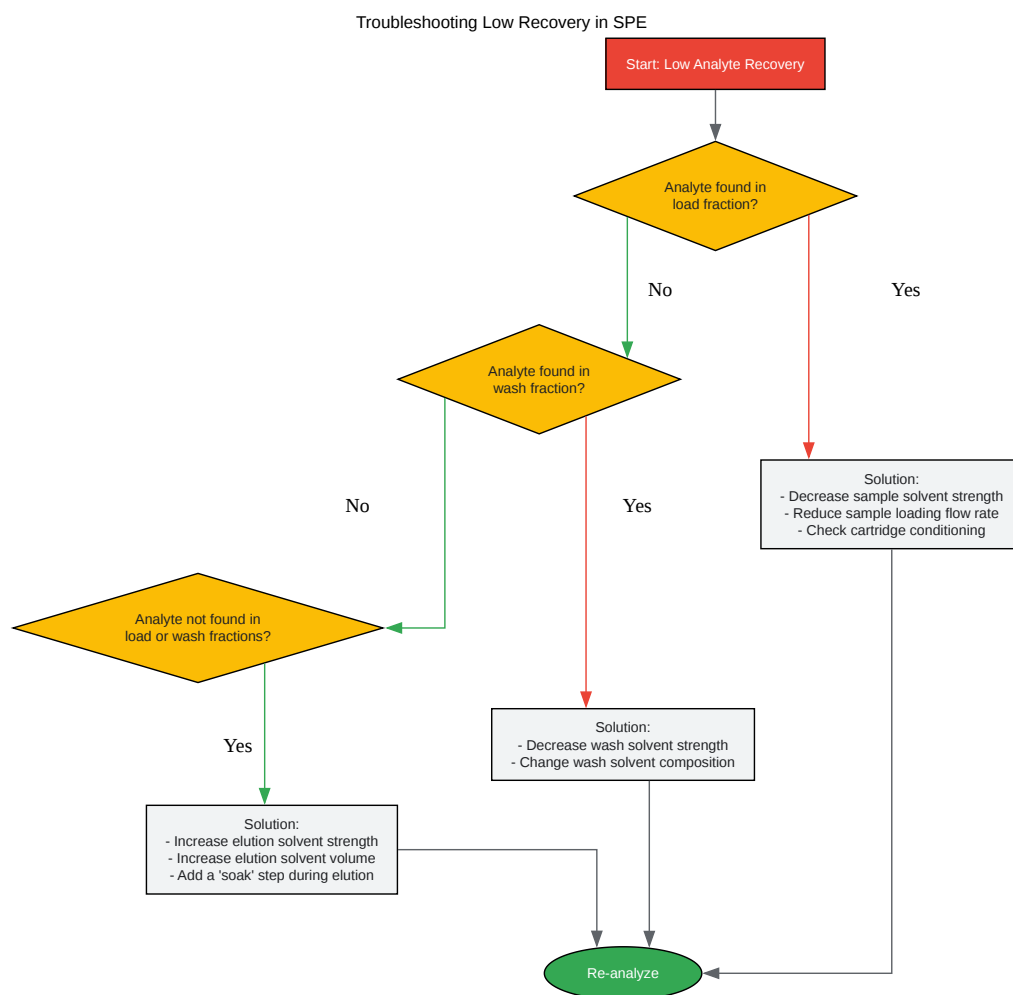 Troubleshooting Low Recovery in SPE
Start: Low Analyte Recovery
Analyte found in
load fraction?
No
Yes
Analyte found in
wash fraction?
No
Yes
Solution:
- Decrease sample solvent strength
- Reduce sample loading flow rate
- Check cartridge conditioning
Analyte not found in
load or wash fractions?
Yes
Solution:
- Decrease wash solvent strength
- Change wash solvent composition
Solution:
- Increase elution solvent strength
- Increase elution solvent volume
- Add a 'soak' step during elution
Re-analyze